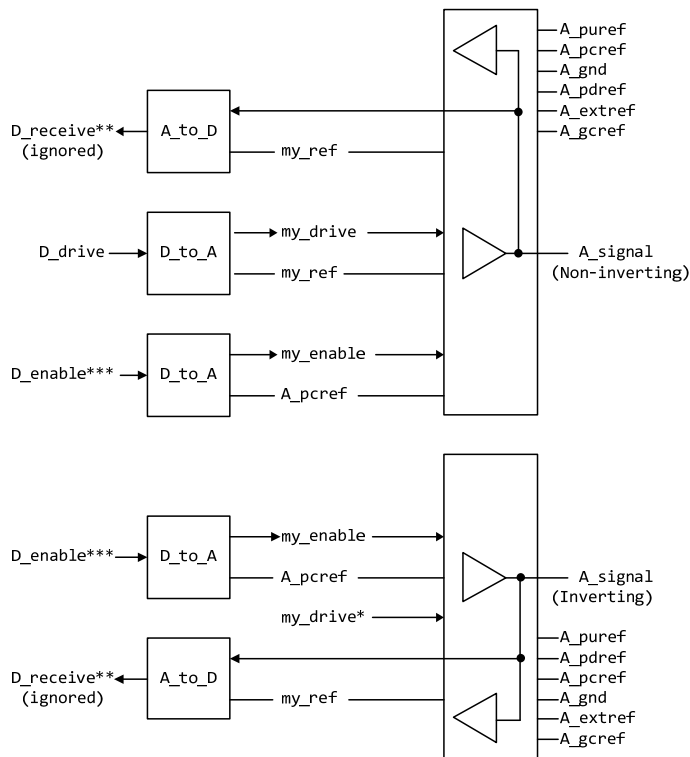 A_puref
A_pcref
A_gnd
A_pdref
A_extref
A_gcref
D_receive**
(ignored)
A_to_D
my_ref
D_drive
D_to_A
my_drive
my_ref
A_signal
(Non-inverting)
D_enable***
D_to_A
my_enable
A_pcref
D_enable***
D_to_A
my_enable
A_pcref
my_drive*
A_signal
(Inverting)
D_receive**
(ignored)
A_to_D
my_ref
A_puref
A_pdref
A_pcref
A_gnd
A_extref
A_gcref